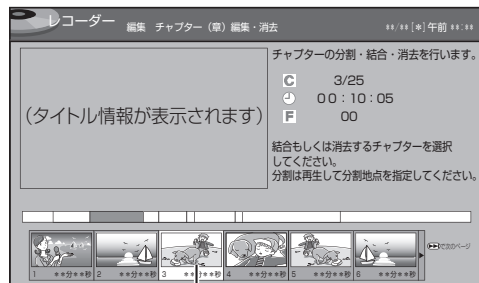 レコーダー 編集 チャプター（章）編集・消去 **/**[*]午前**:**
チャプターの分割・結合・消去を行います。
C 3/25
00：10：05
F 00
(タイトル情報が表示されます)
結合もしくは消去するチャプターを選択
してください。
分割は再生して分割地点を指定してください。
1 **分**秒 2 **分**秒 3 **分**秒 4 **分**秒 5 **分**秒 6 **分**秒
で次のページ